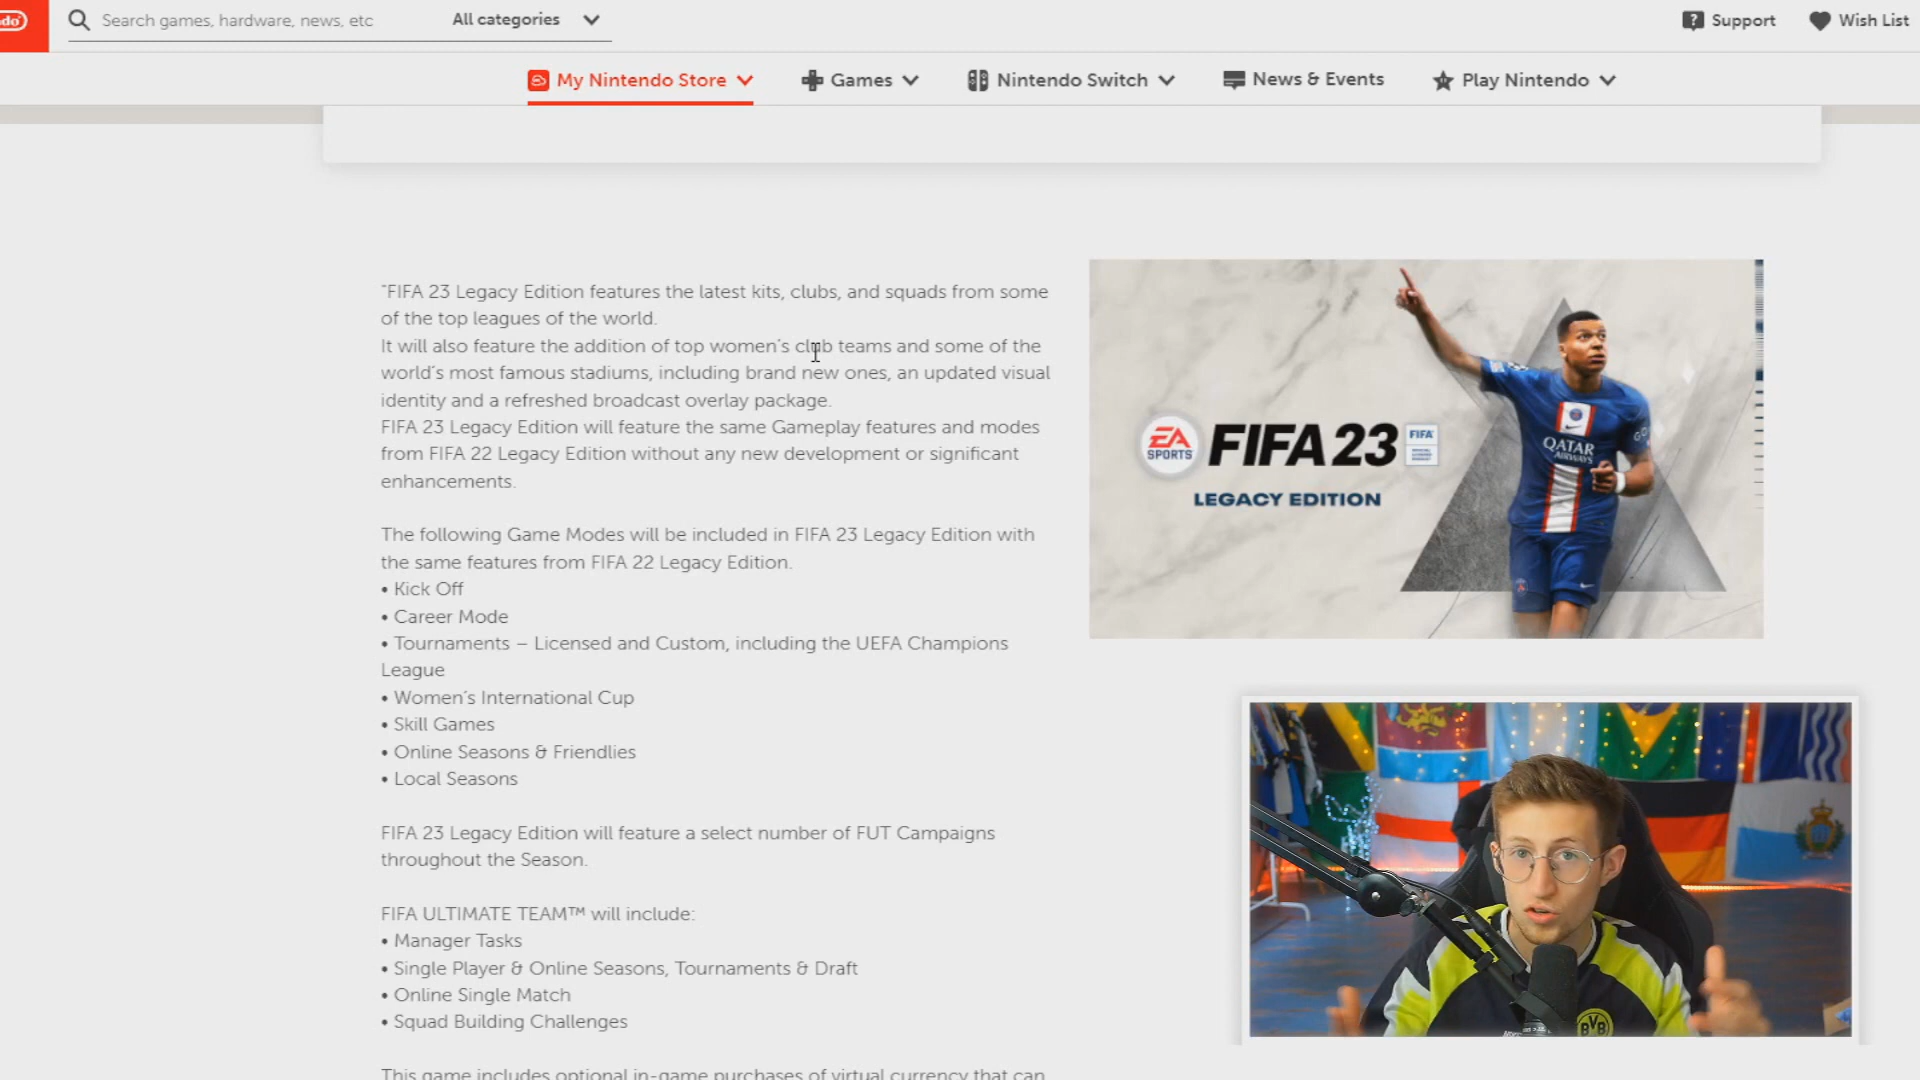 Search games, hardware, news, etc
All categories
Support
Wish List
My Nintendo Store
Games
Nintendo Switch
News & Events
Play Nintendo
"FIFA 23 Legacy Edition features the latest kits, clubs, and squads from some
of the top leagues of the world.
It will also feature the addition of top women's club teams and some of the
world's most famous stadiums, including brand new ones, an updated visual
identity and a refreshed broadcast overlay package.
FIFA 23 Legacy Edition will feature the same Gameplay features and modes
from FIFA 22 Legacy Edition without any new development or significant
enhancements.
The following Game Modes will be included in FIFA 23 Legacy Edition with
the same features from FIFA 22 Legacy Edition.
• Kick Off
• Career Mode
• Tournaments – Licensed and Custom, including the UEFA Champions
League
• Women's International Cup
• Skill Games
• Online Seasons & Friendlies
• Local Seasons
FIFA 23 Legacy Edition will feature a select number of FUT Campaigns
throughout the Season.
FIFA ULTIMATE TEAM™ will include:
• Manager Tasks
• Single Player & Online Seasons, Tournaments & Draft
• Online Single Match
• Squad Building Challenges
This game includes optional in-game purchases of virtual currency that can
EA
SPORTS
FIFA 23
FIFA
LEGACY EDITION
QATAR
AIRWAYS
BVB